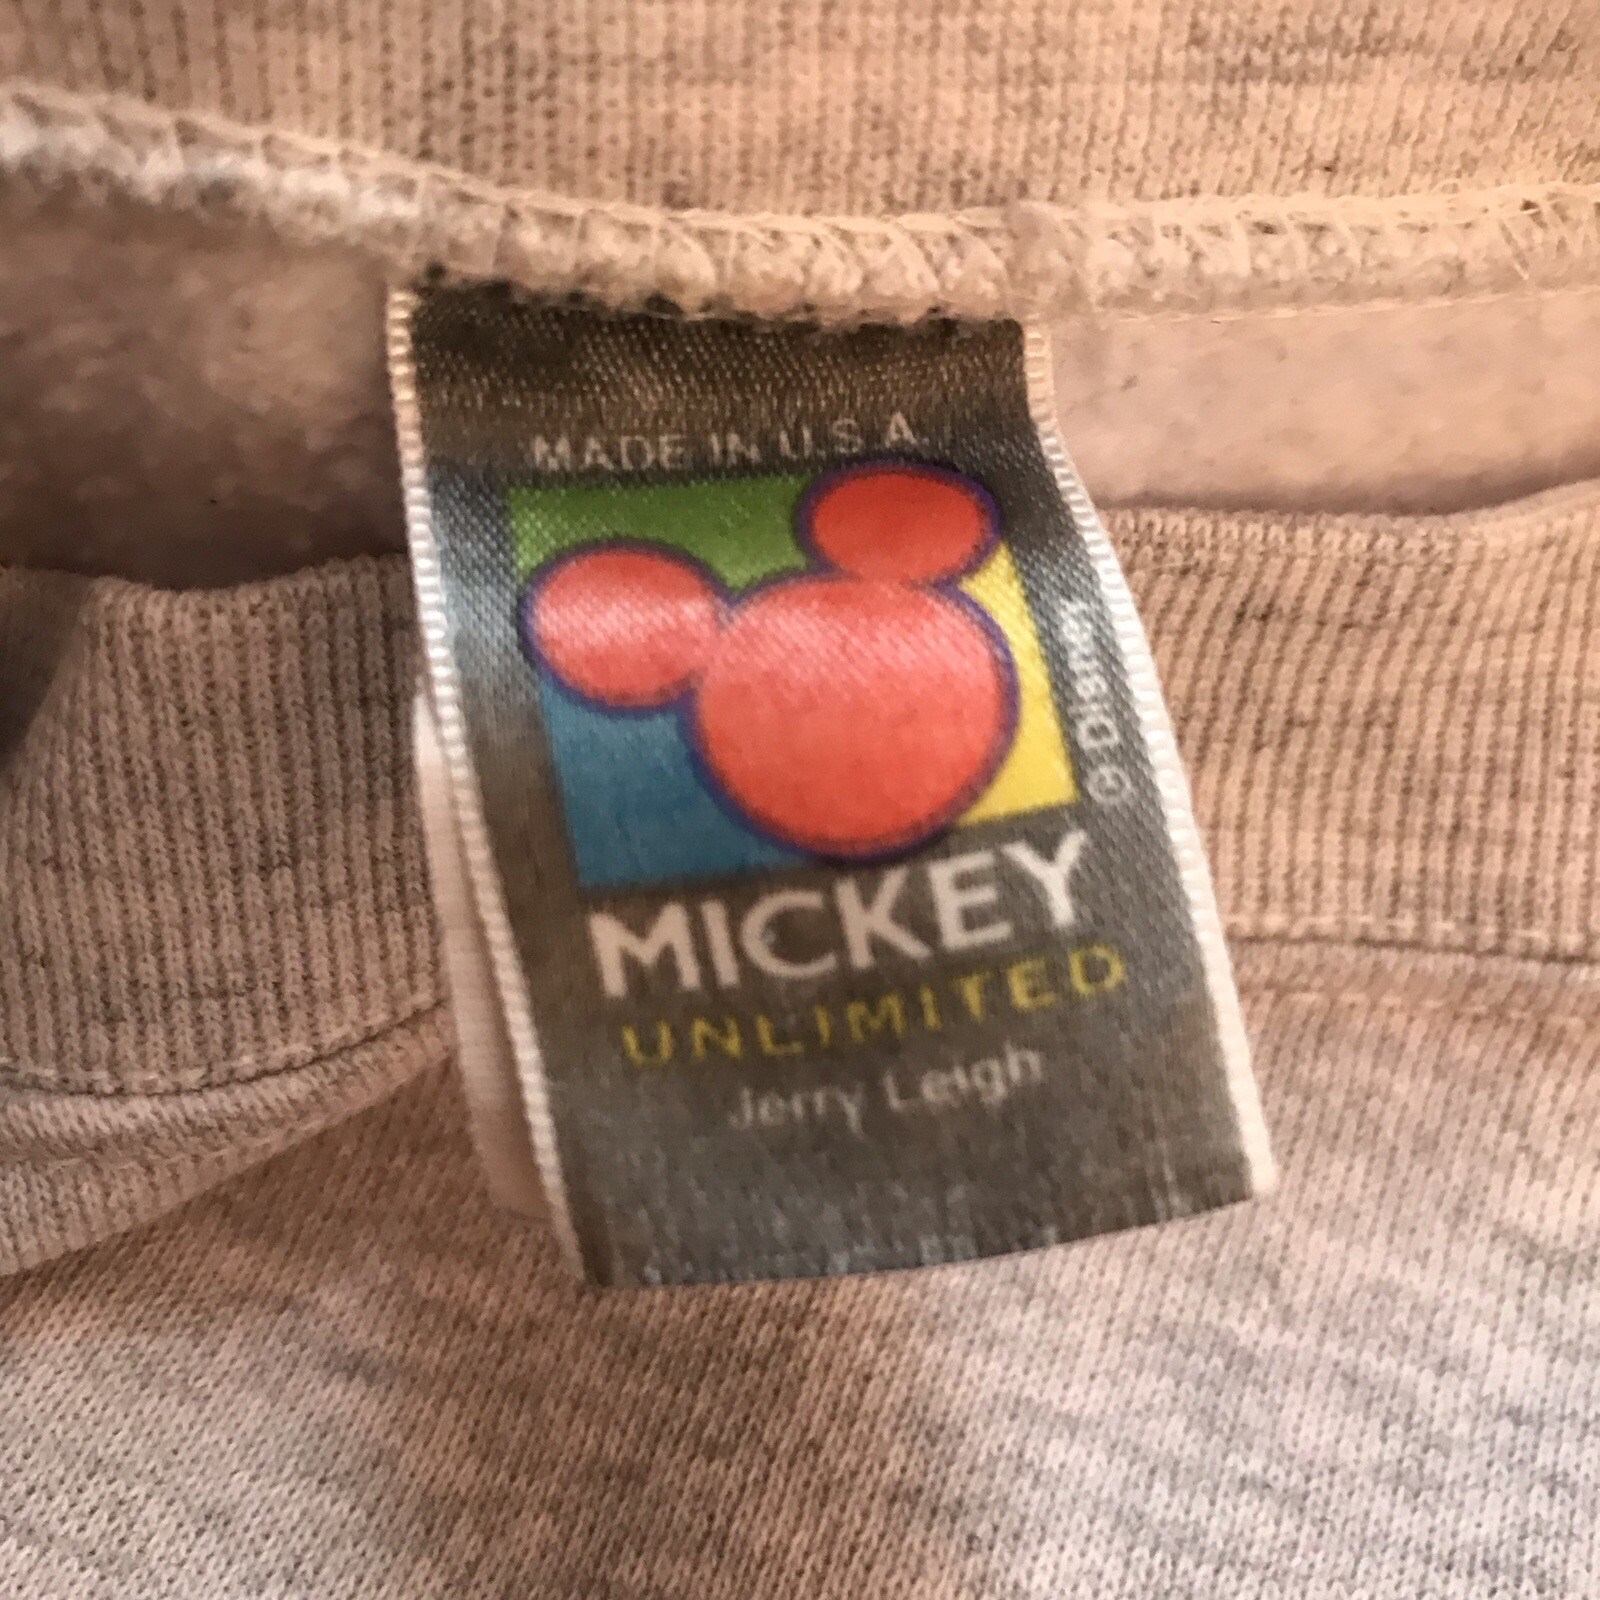 MADE IN U.S.A.
© Disney
MICKEY
UNLIMITED
Jerry Leigh